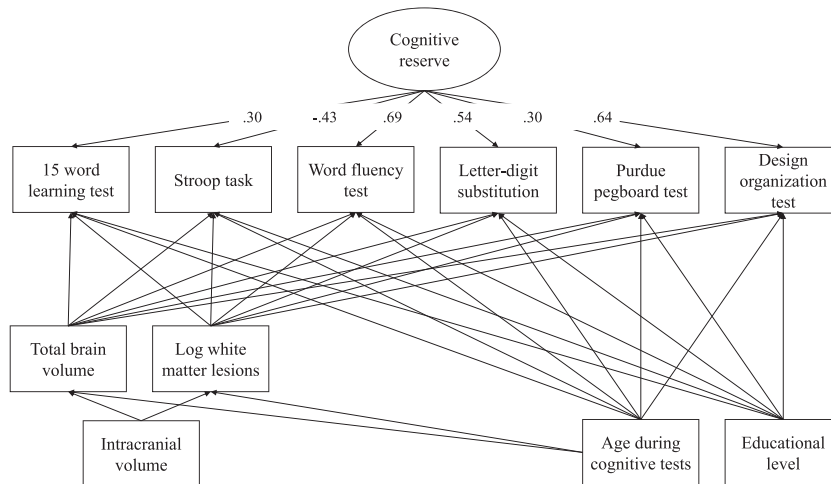 Cognitive
reserve
.30 -.43 .69 .54 .30 .64
15 word
learning test
Stroop task
Word fluency
test
Letter-digit
substitution
Purdue
pegboard test
Design
organization
test
Total brain
volume
Log white
matter lesions
Intracranial
volume
Age during
cognitive tests
Educational
level